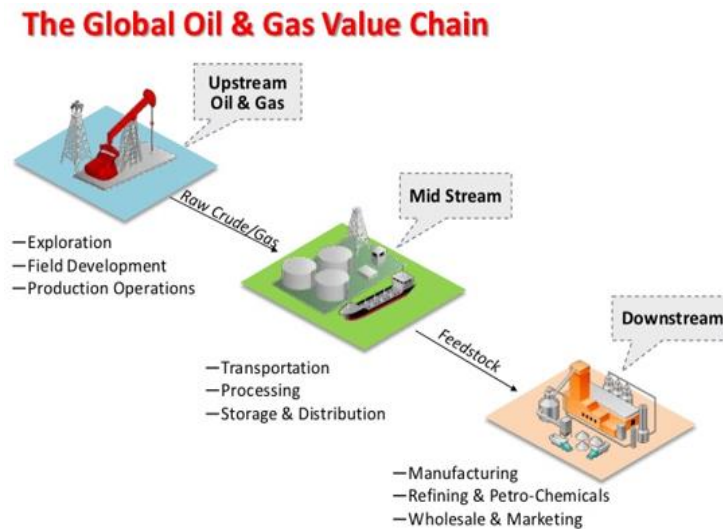 The Global Oil & Gas Value Chain
Upstream
Oil & Gas
Raw Crude/Gas
—Exploration
—Field Development
—Production Operations
Mid Stream
Feedstock
—Transportation
—Processing
—Storage & Distribution
Downstream
—Manufacturing
—Refining & Petro-Chemicals
—Wholesale & Marketing